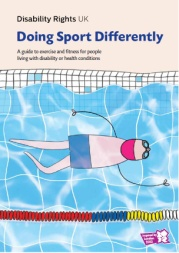 Disability Rights UK
Doing Sport Differently
A guide to exercise and fitness for people
living with disability or health conditions